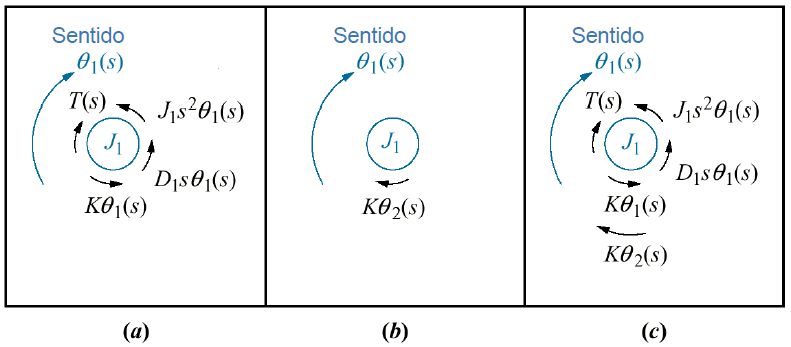 Sentido
θ₁(s)
T(s)
J₁s²θ₁(s)
J₁
D₁sθ₁(s)
Kθ₁(s)
(a)
Sentido
θ₁(s)
J₁
Kθ₂(s)
(b)
Sentido
θ₁(s)
T(s)
J₁s²θ₁(s)
J₁
D₁sθ₁(s)
Kθ₁(s)
Kθ₂(s)
(c)